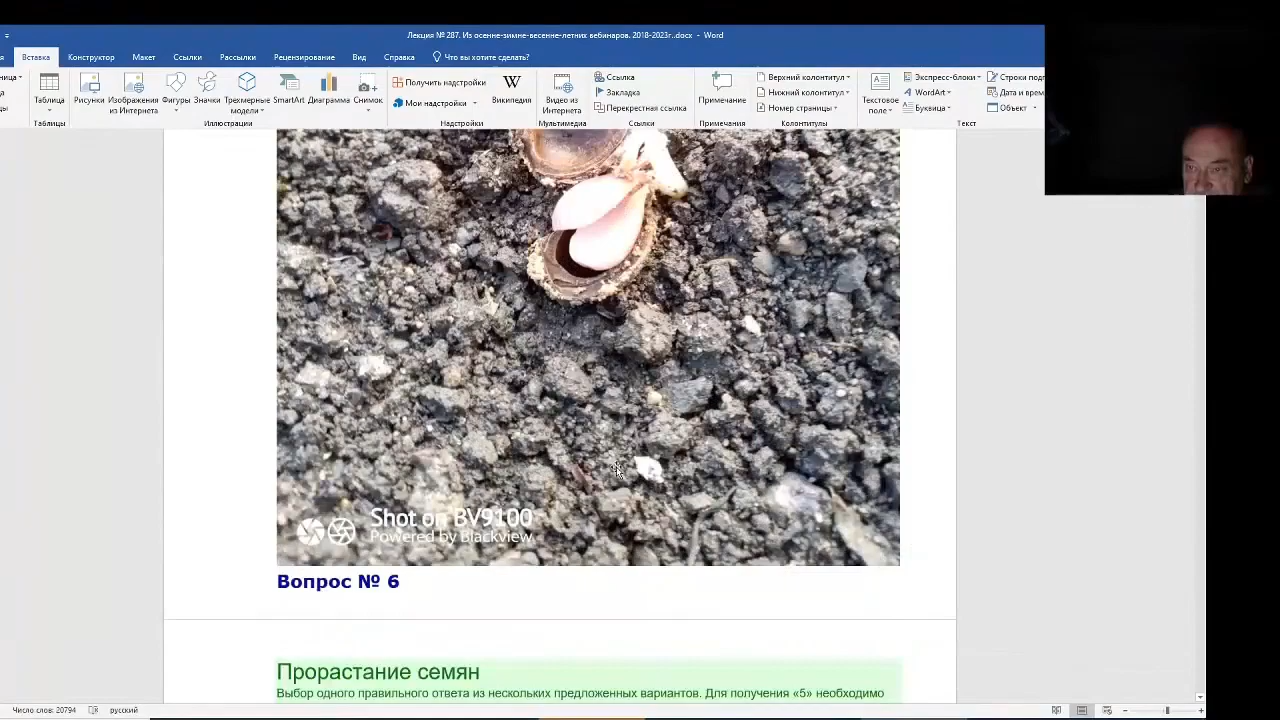 Лекция № 287. Из осенне-зимне-весенне-летних вебинаров. 2018-2023г..docx - Word
Вставка Конструктор Макет Ссылки Рассылки Рецензирование Вид Справка Что вы хотите сделать?
Таблица
Таблицы
Рисунки
Изображения из Интернета
Фигуры
Значки
Трехмерные модели
SmartArt
Диаграмма
Снимок
Иллюстрации
Получить надстройки
Мои надстройки
Википедия
Надстройки
Видео из Интернета
Мультимедиа
Ссылка
Закладка
Перекрестная ссылка
Ссылки
Примечание
Примечания
Верхний колонтитул
Нижний колонтитул
Номер страницы
Колонтитулы
Текстовое поле
Экспресс-блоки
WordArt
Буквица
Строки под
Дата и врем
Объект
Текст
Shot on BV9100
Powered by Blackview
Вопрос № 6
Прорастание семян
Выбор одного правильного ответа из нескольких предложенных вариантов. Для получения «5» необходимо
Число слов: 20794 русский